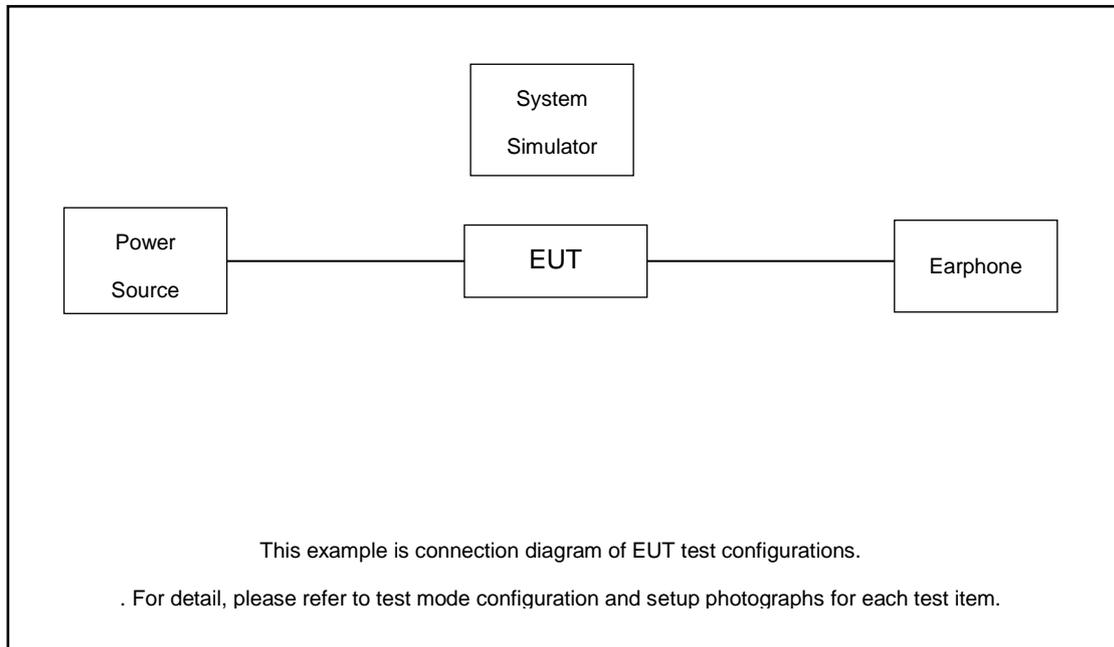 System
Simulator
Power
Source
EUT
Earphone
This example is connection diagram of EUT test configurations.
. For detail, please refer to test mode configuration and setup photographs for each test item.